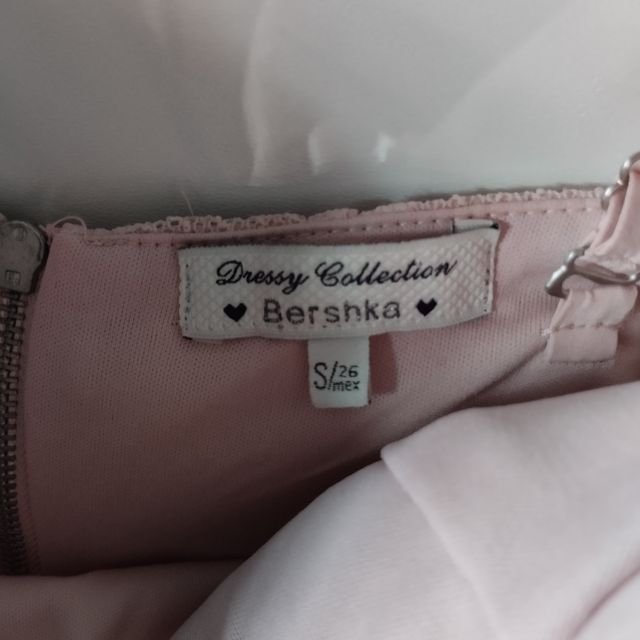 Dressy Collection
Bershka
S/26
mex